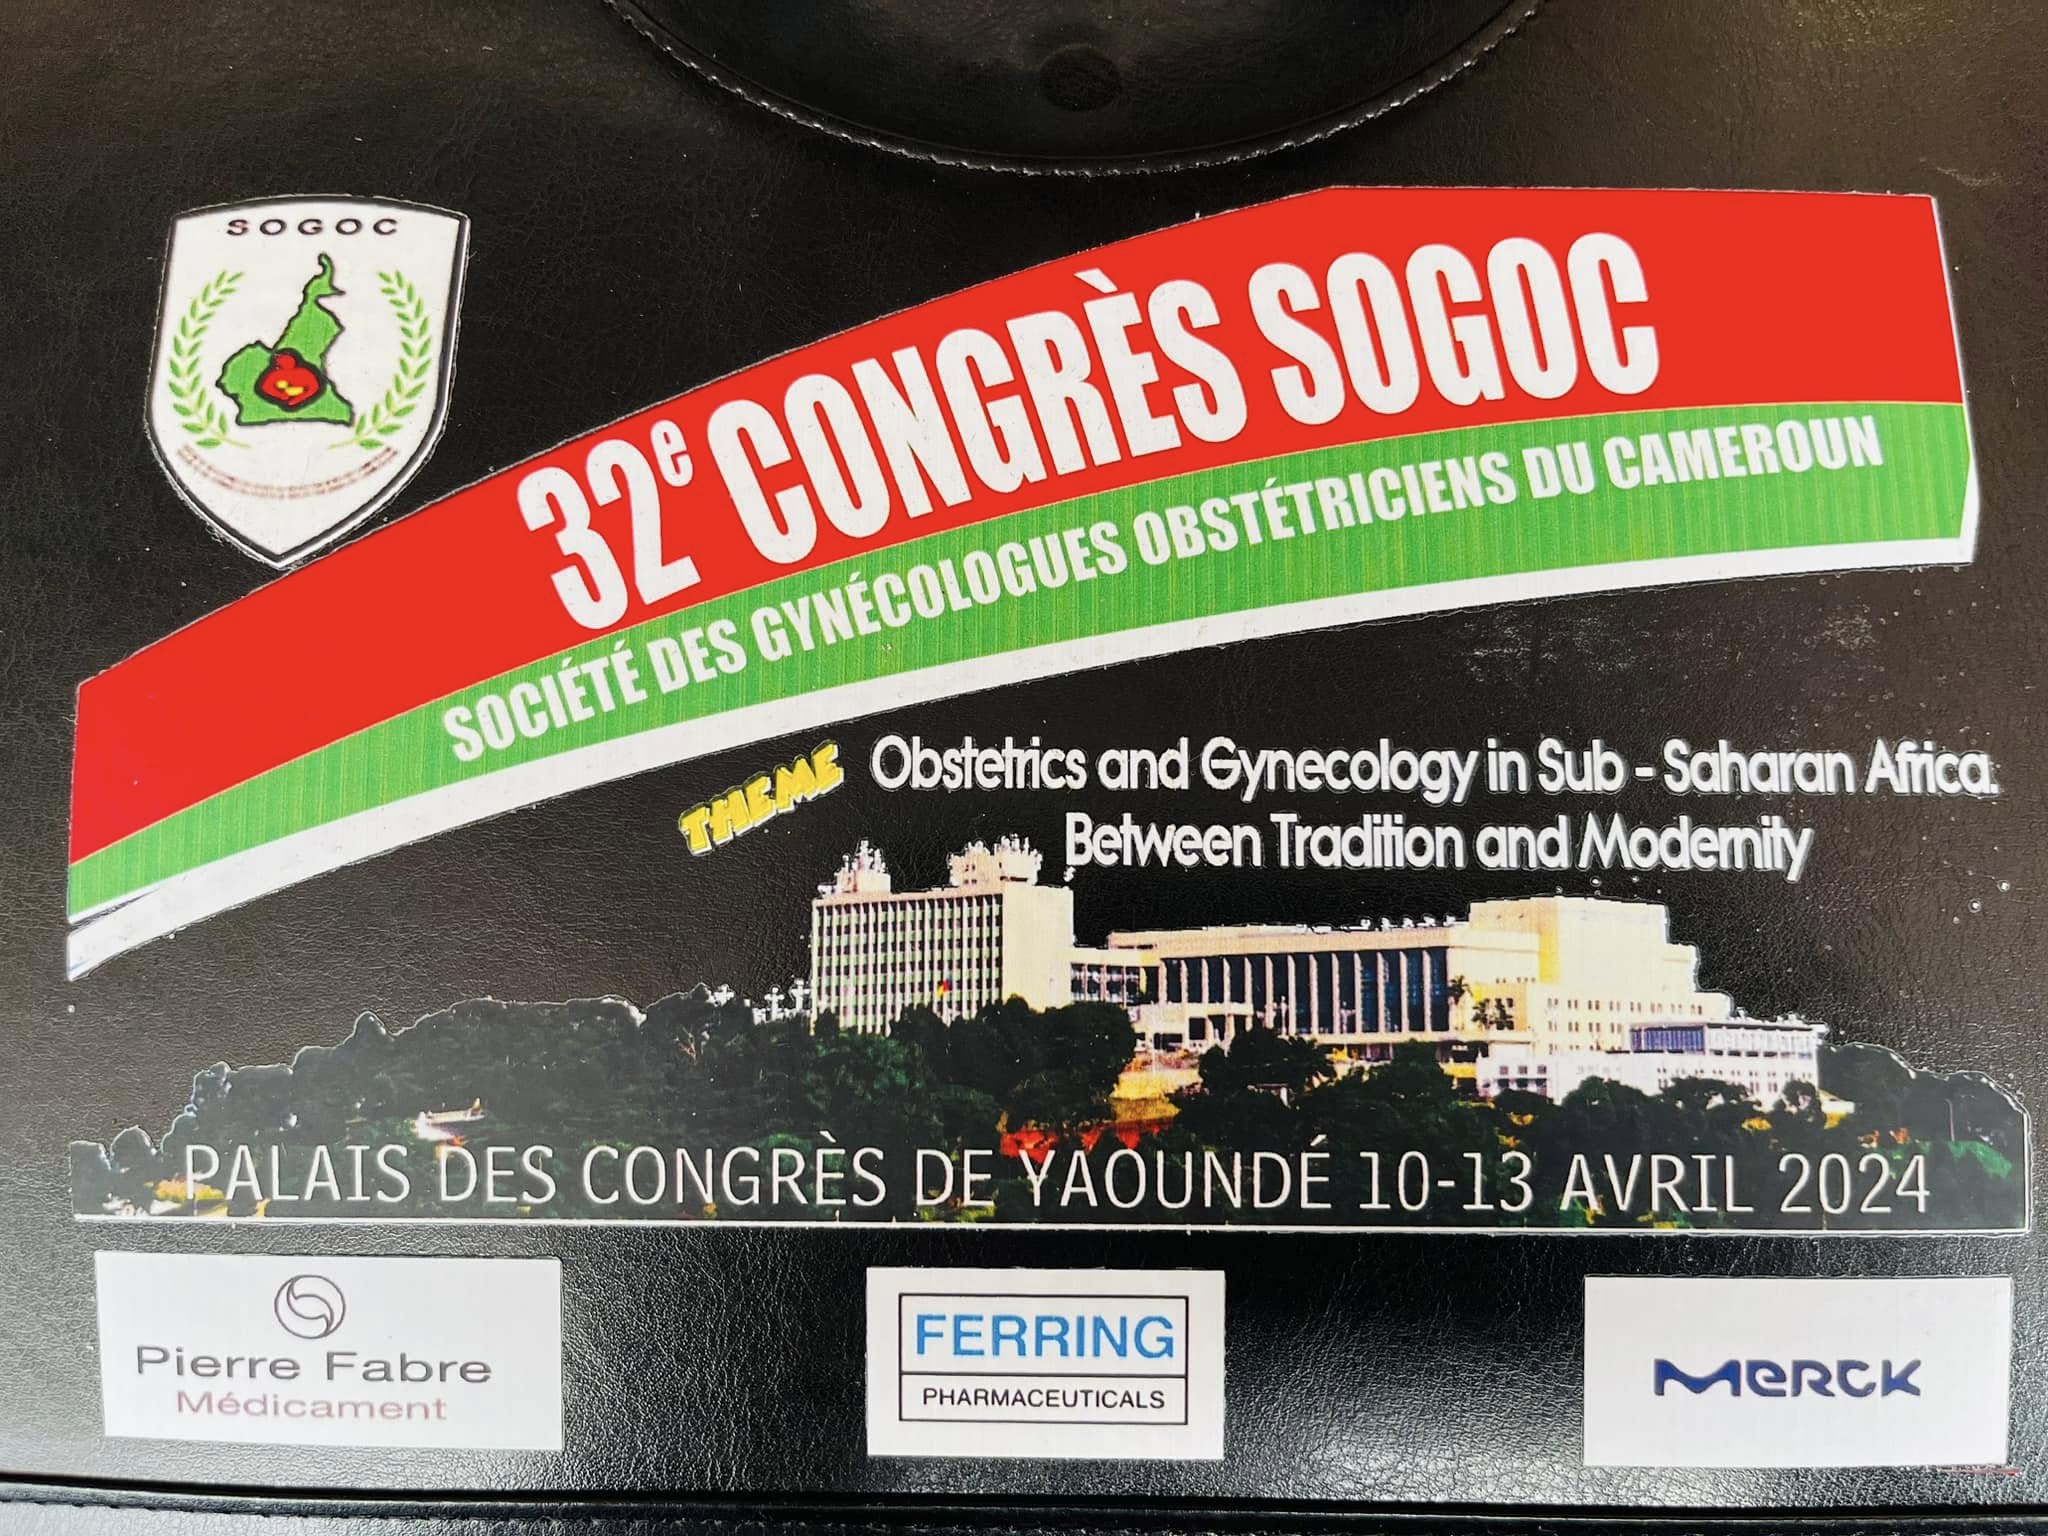 SOGOC
32e CONGRÈS SOGOC
SOCIÉTÉ DES GYNÉCOLOGUES OBSTÉTRICIENS DU CAMEROUN
THEME
Obstetrics and Gynecology in Sub - Saharan Africa.
Between Tradition and Modernity
PALAIS DES CONGRÈS DE YAOUNDÉ 10-13 AVRIL 2024
Pierre Fabre
Médicament
FERRING
PHARMACEUTICALS
MERCK